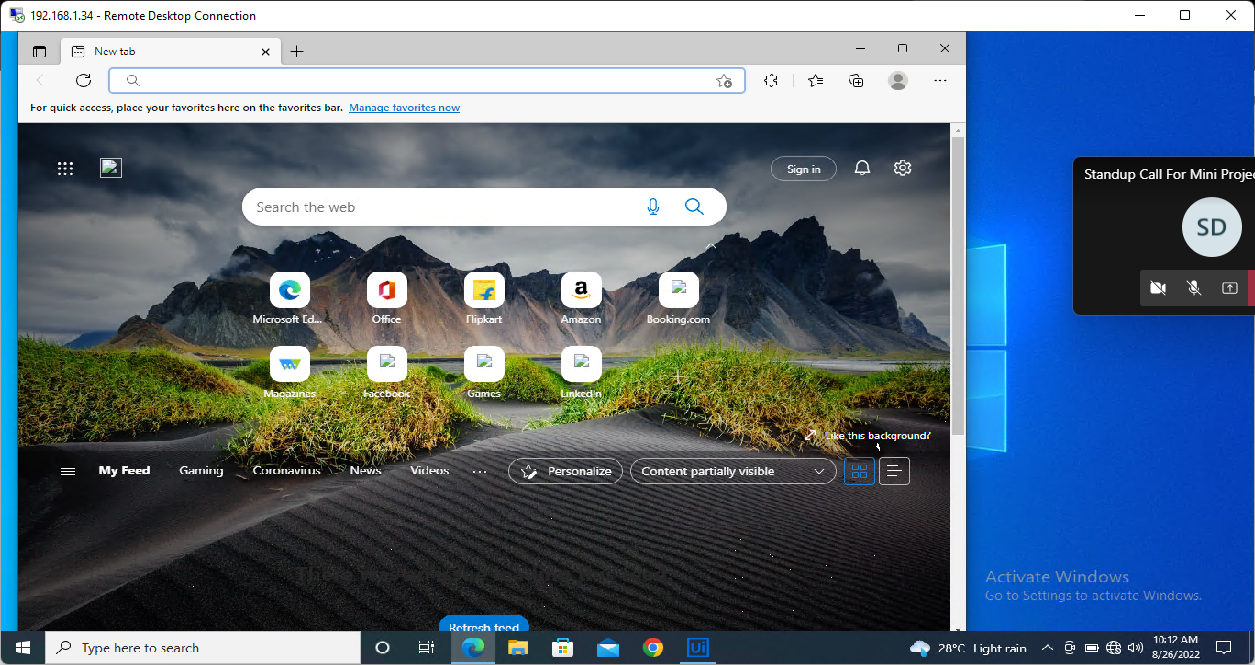 192.168.1.34 - Remote Desktop Connection
New tab
For quick access, place your favorites here on the favorites bar. Manage favorites now
Sign in
Standup Call For Mini Projec
SD
Search the web
Microsoft Ed...
Office
Flipkart
Amazon
Booking.com
Magazines
Facebook
Games
LinkedIn
Like this background?
My Feed
Gaming
Coronavirus
News
Videos
Personalize
Content partially visible
Activate Windows
Go to Settings to activate Windows.
Refresh feed
Type here to search
Ui
28°C Light rain
10:12 AM
8/26/2022